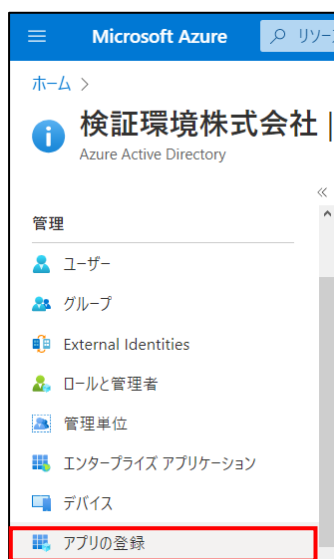 Microsoft Azure
リソース
ホーム >
検証環境株式会社 |
Azure Active Directory
管理
ユーザー
グループ
External Identities
ロールと管理者
管理単位
エンタープライズ アプリケーション
デバイス
アプリの登録